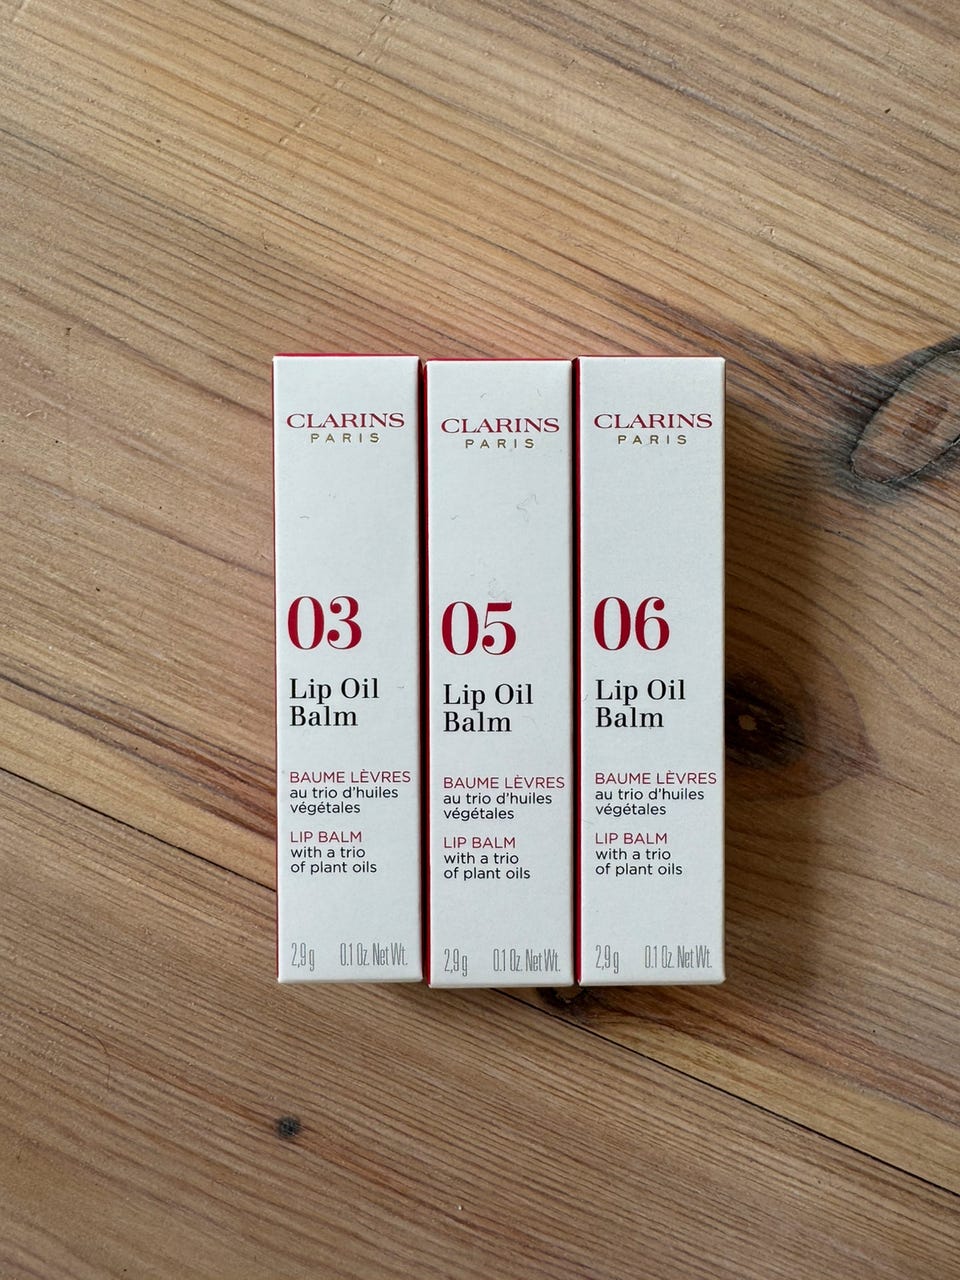 CLARINS
PARIS
03
Lip Oil
Balm
BAUME LÈVRES
au trio d'huiles
végétales
LIP BALM
with a trio
of plant oils
2,9 g 0.1 Oz. Net Wt.
CLARINS
PARIS
05
Lip Oil
Balm
BAUME LÈVRES
au trio d'huiles
végétales
LIP BALM
with a trio
of plant oils
2,9 g 0.1 Oz. Net Wt.
CLARINS
PARIS
06
Lip Oil
Balm
BAUME LÈVRES
au trio d'huiles
végétales
LIP BALM
with a trio
of plant oils
2,9 g 0.1 Oz. Net Wt.